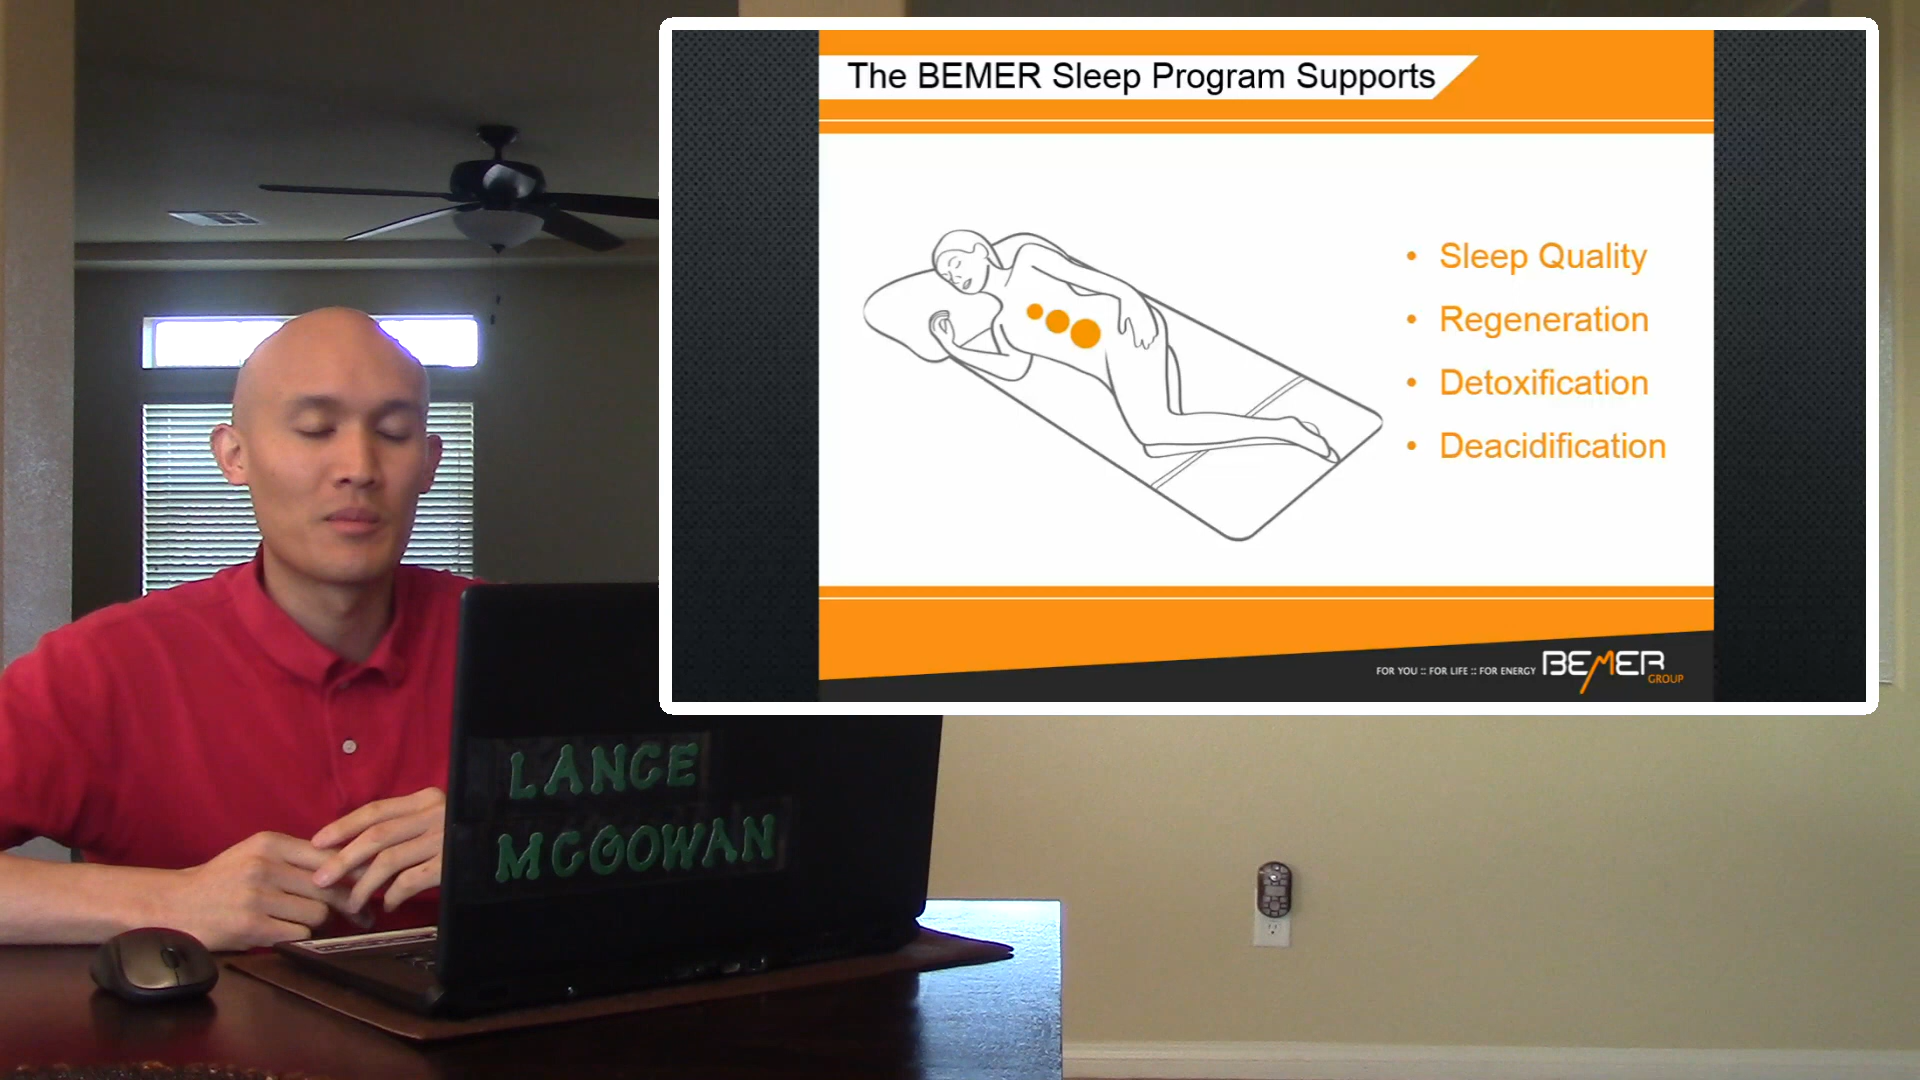 The BEMER Sleep Program Supports
• Sleep Quality
• Regeneration
• Detoxification
• Deacidification
FOR YOU :: FOR LIFE :: FOR ENERGY BEMER
GROUP
LANCE
MCGOWAN